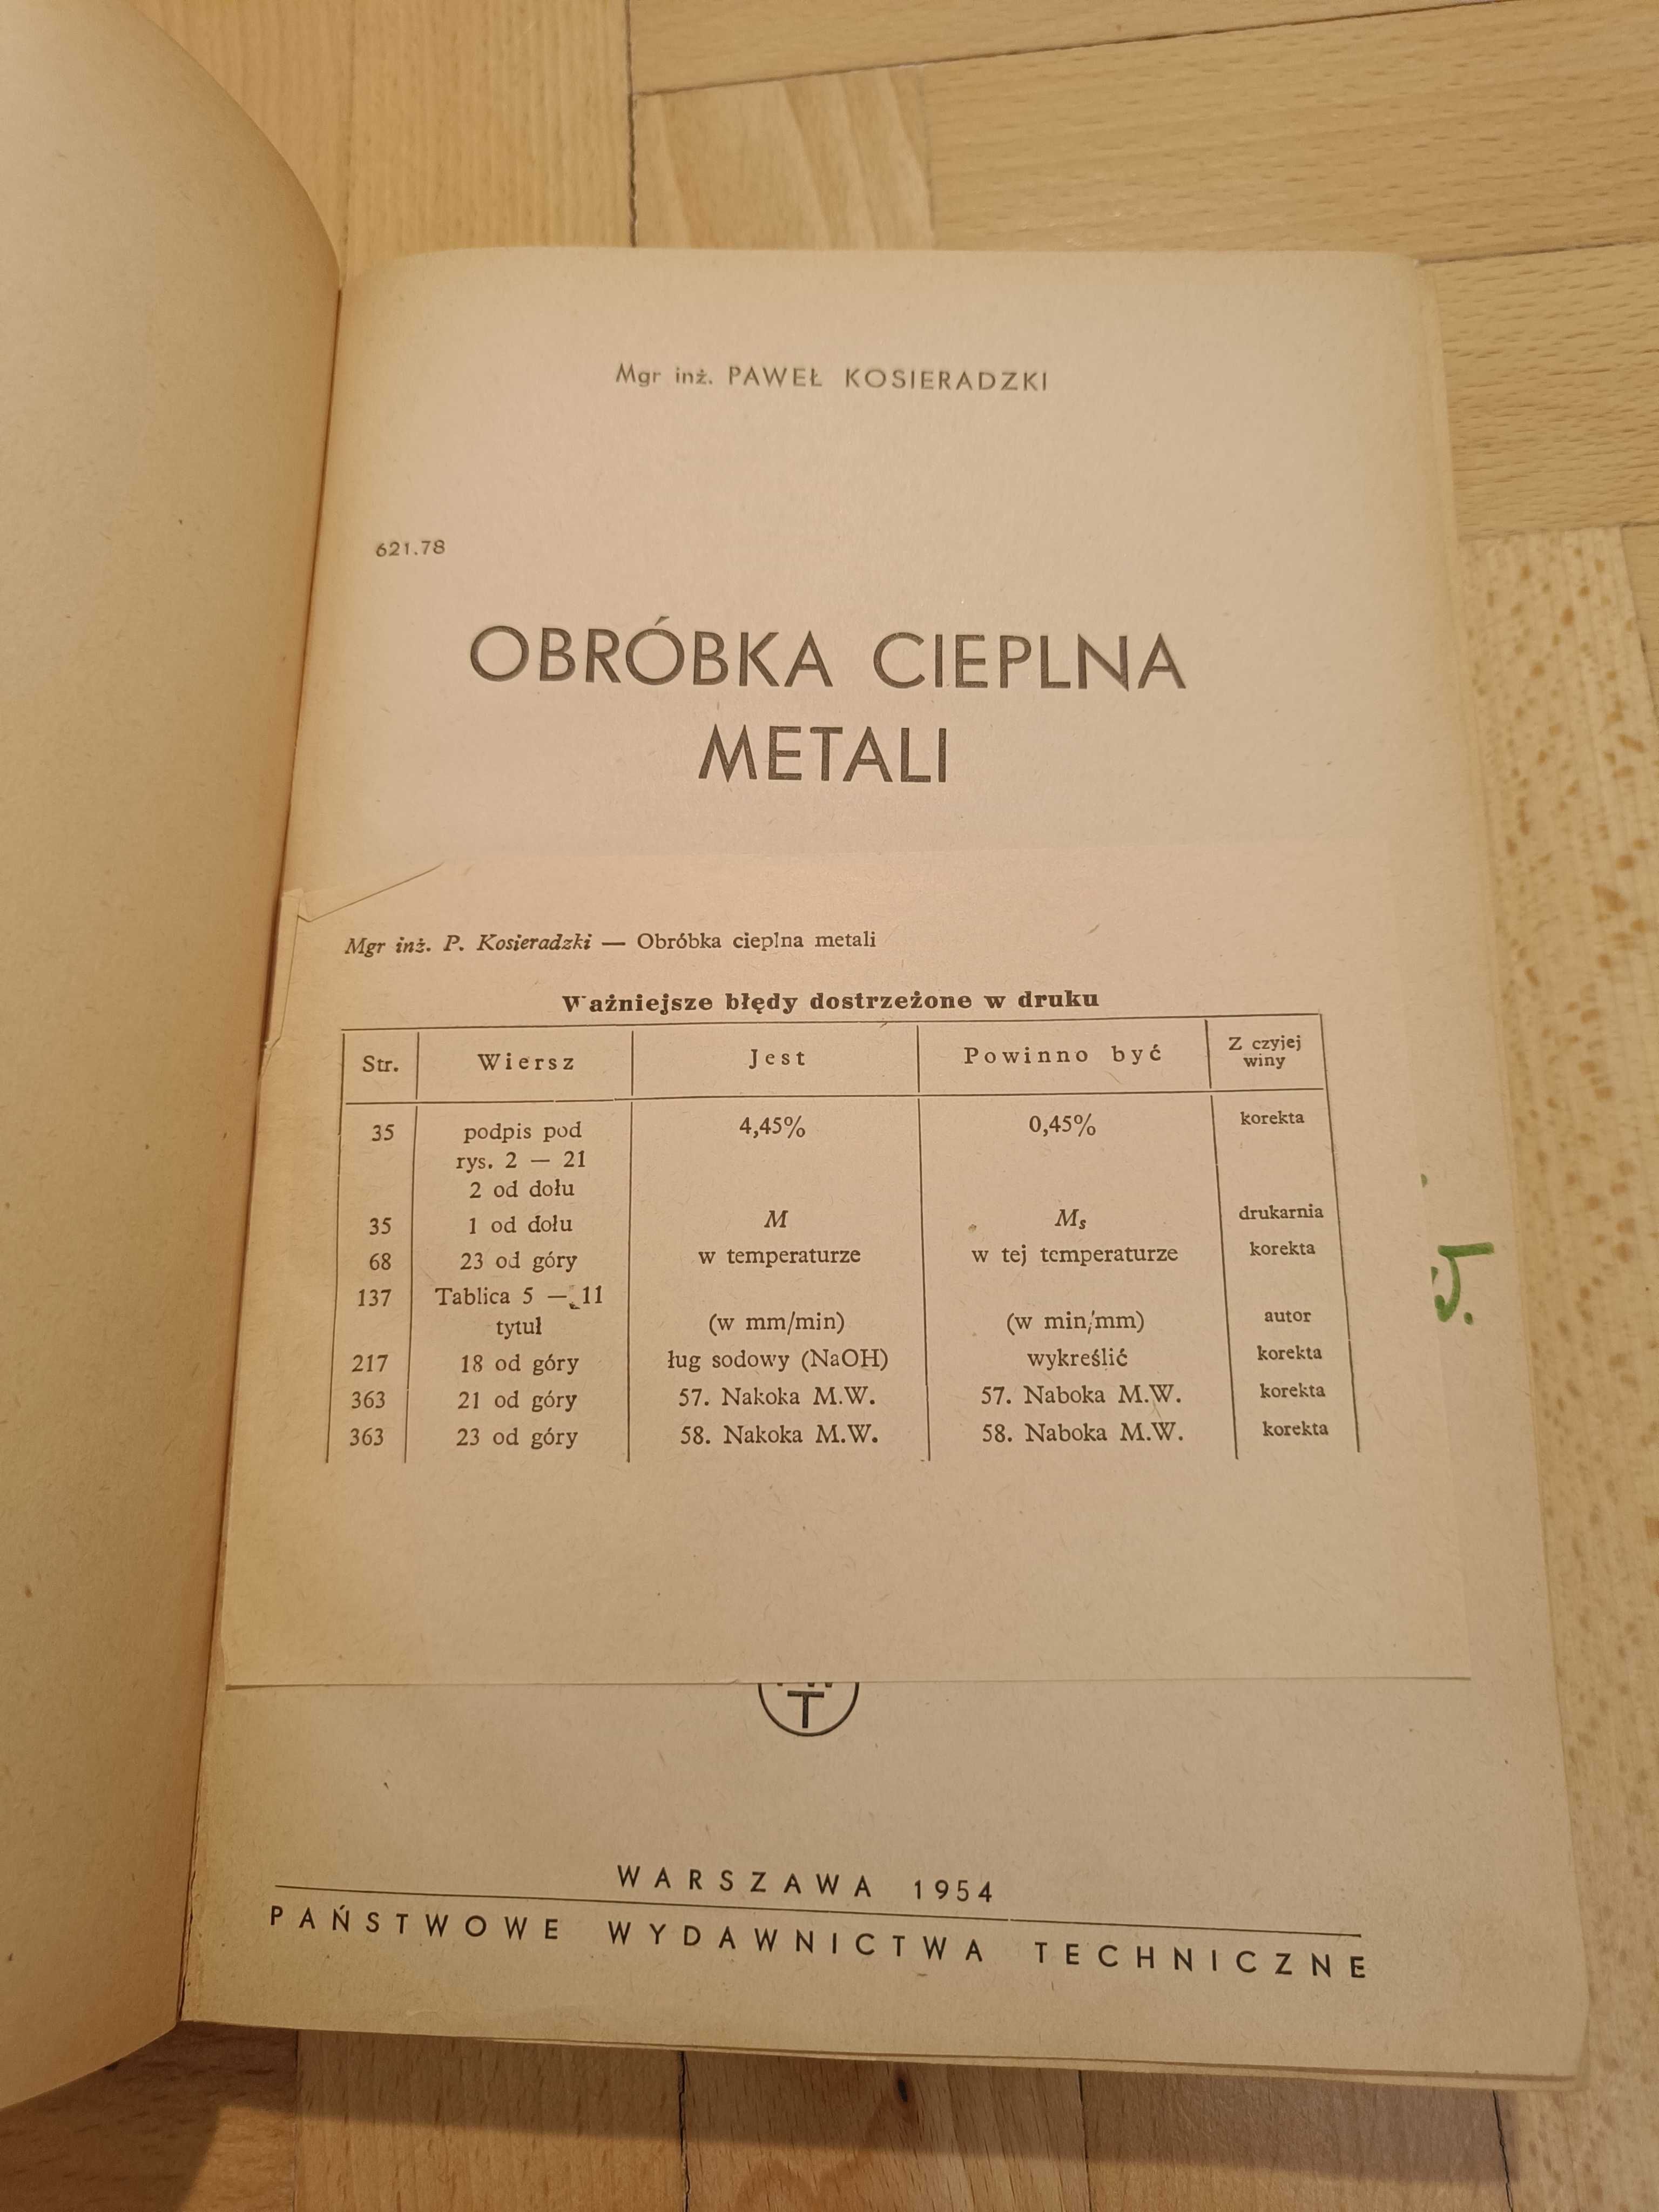 Mgr inż. PAWEŁ KOSIERADZKI
621.78
OBRÓBKA CIEPLNA
METALI
Mgr inż. P. Kosieradzki — Obróbka cieplna metali
Ważniejsze błędy dostrzeżone w druku
Str. Wiersz Jest Powinno być Z czyjej winy
35 podpis pod 4,45% 0,45% korekta
rys. 2 — 21
2 od dołu
35 1 od dołu M Ms drukarnia
68 23 od góry w temperaturze w tej temperaturze korekta
137 Tablica 5 — 11
tytuł (w mm/min) (w min/mm) autor
217 18 od góry ług sodowy (NaOH) wykreślić korekta
363 21 od góry 57. Nakoka M.W. 57. Naboka M.W. korekta
363 23 od góry 58. Nakoka M.W. 58. Naboka M.W. korekta
T
WARSZAWA 1954
PAŃSTWOWE WYDAWNICTWA TECHNICZNE